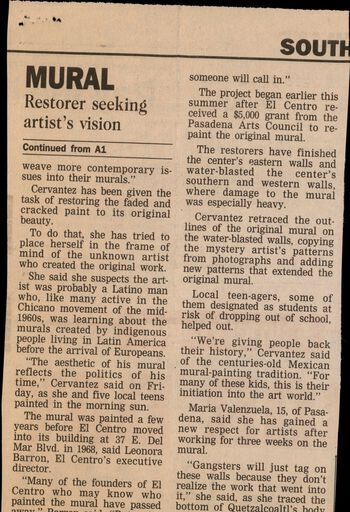 SOUTH
MURAL
Restorer seeking
artist's vision
Continued from A1
weave more contemporary is-
sues into their murals."
Cervantez has been given the
task of restoring the faded and
cracked paint to its original
beauty.
To do that, she has tried to
place herself in the frame of
mind of the unknown artist
who created the original work.
She said she suspects the art-
ist was probably a Latino man
who, like many active in the
Chicano movement of the mid-
1960s, was learning about the
murals created by indigenous
people living in Latin America
before the arrival of Europeans.
"The aesthetic of his mural
reflects the politics of his
time," Cervantez said on Fri-
day, as she and five local teens
painted in the morning sun.
The mural was painted a few
years before El Centro moved
into its building at 37 E. Del
Mar Blvd. in 1968, said Leonora
Barron, El Centro's executive
director.
"Many of the founders of El
Centro who may know who
painted the mural have passed
away," Barron said.
someone will call in."
The project began earlier this
summer after El Centro re-
ceived a $5,000 grant from the
Pasadena Arts Council to re-
paint the original mural.
The restorers have finished
the center's eastern walls and
water-blasted the center's
southern and western walls,
where damage to the mural
was especially heavy.
Cervantez retraced the out-
lines of the original mural on
the water-blasted walls, copying
the mystery artist's patterns
from photographs and adding
new patterns that extended the
original mural.
Local teen-agers, some of
them designated as students at
risk of dropping out of school,
helped out.
"We're giving people back
their history," Cervantez said
of the centuries-old Mexican
mural-painting tradition. "For
many of these kids, this is their
initiation into the art world."
Maria Valenzuela, 15, of Pasa-
dena, said she has gained a
new respect for artists after
working for three weeks on the
mural.
"Gangsters will just tag on
these walls because they don't
realize the work that went into
it," she said, as she traced the
bottom of Quetzalcoatl's body